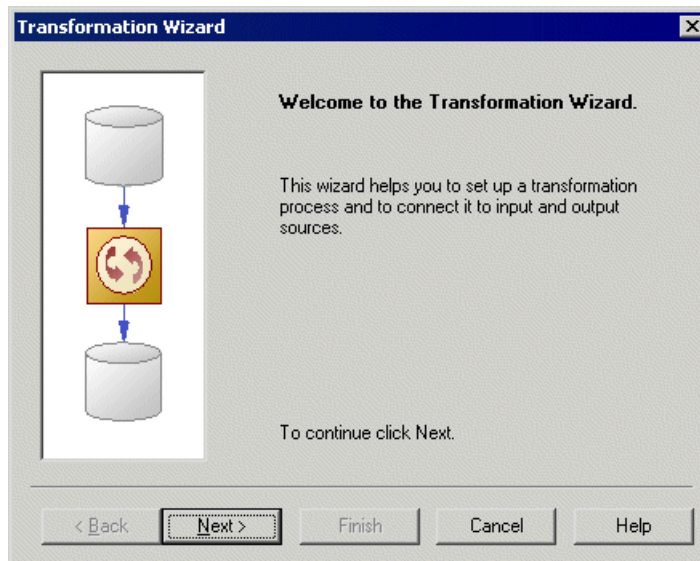 Transformation Wizard
Welcome to the Transformation Wizard.
This wizard helps you to set up a transformation
process and to connect it to input and output
sources.
To continue click Next.
< Back Next > Finish Cancel Help